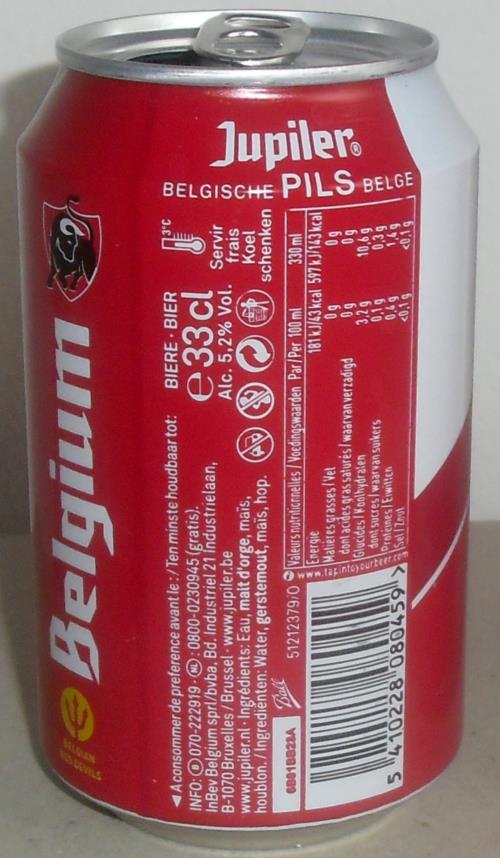 Jupiler®
BELGISCHE PILS BELGE
Belgium
BELGIAN
RED DEVILS
3°C
Servir
frais
Koel
schenken
BIERE · BIER
e 33 cl
Alc. 5,2% Vol.
A consommer de preference avant le : / Ten minste houdbaar tot:
INFO: B 070-222919 - NL : 0800-0230945 (gratis).
InBev Belgium sprl/bvba, Bd. Industriel 21 Industrielaan,
B-1070 Bruxelles / Brussel · www.jupiler.be
www.jupiler.nl · Ingrédients: Eau, malt d'orge, maïs,
houblon. / Ingrediënten: Water, gerstemout, maïs, hop.
Valeurs nutritionnelles / Voedingswaarden Par/Per 100 ml 330 ml
Energie 181 kJ/43 kcal 597 kJ/143 kcal
Matières grasses / Vet 0 g 0 g
dont acides gras saturés / waarvan verzadigd 0 g 0 g
Glucides / Koolhydraten 3,2 g 10,6 g
dont sucres / waarvan suikers 0,1 g 0,3 g
Protéines / Eiwitten 0,4 g 1,4 g
Sel / Zout <0,1 g <0,1 g
www.tapintoyourbeer.com
51212379/0
Ball
5 410228 080459 >